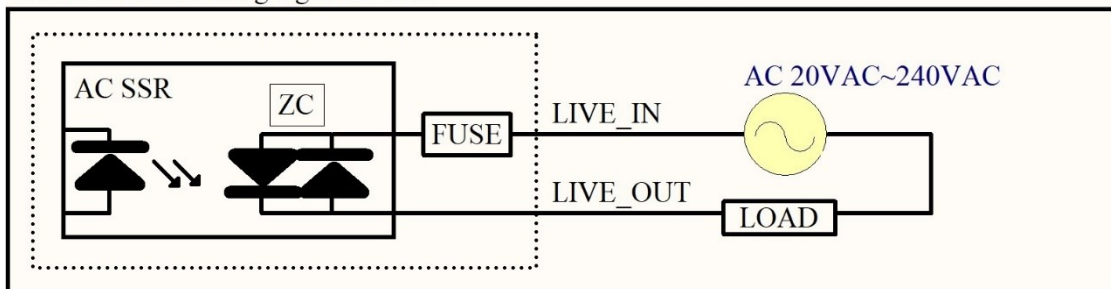 AC SSR
ZC
FUSE
LIVE_IN
LIVE_OUT
AC 20VAC~240VAC
LOAD